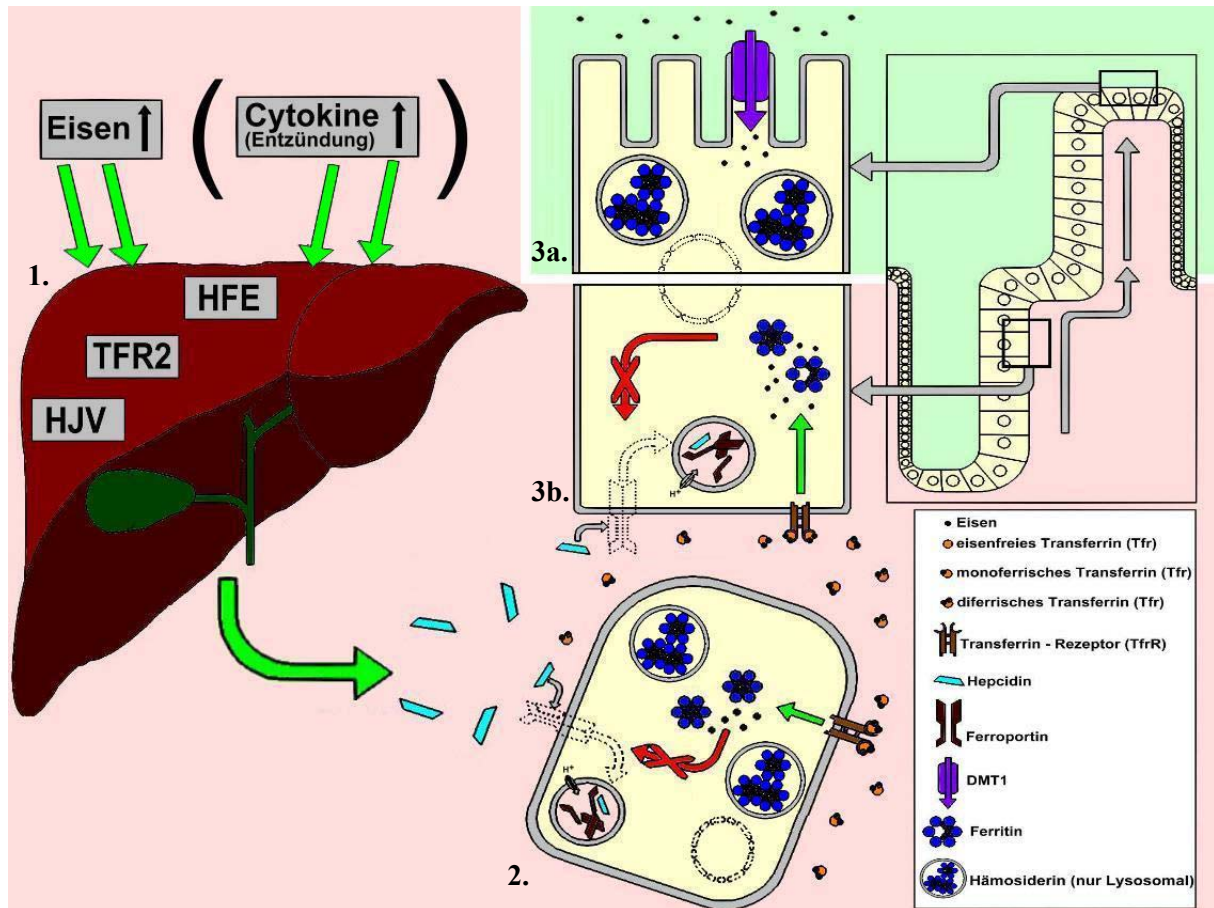 Eisen
( Cytokine )
(Entzündung)
1.
HFE
TFR2
HJV
3a.
3b.
H⁺
H⁺
2.
Eisen
eisenfreies Transferrin (Tfr)
monoferrisches Transferrin (Tfr)
diferrisches Transferrin (Tfr)
Transferrin - Rezeptor (TfrR)
Hepcidin
Ferroportin
DMT1
Ferritin
Hämosiderin (nur Lysosomal)